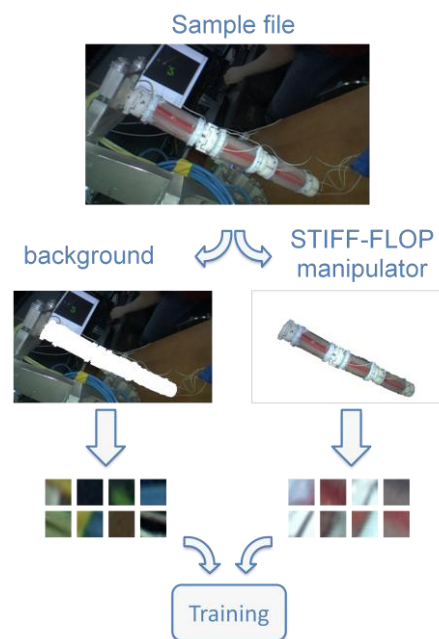 Sample file
background
STIFF-FLOP
manipulator
Training